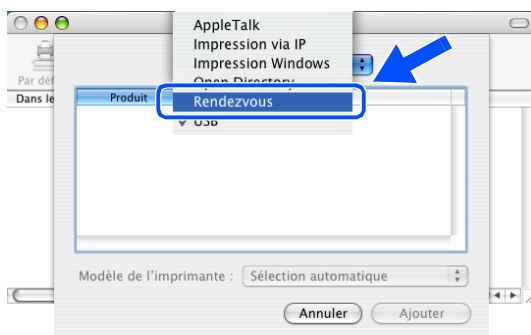 AppleTalk
Impression via IP
Impression Windows
Open Directory
Rendezvous
USB
Par déf
Dans le
Produit
Modèle de l'imprimante :
Sélection automatique
Annuler
Ajouter